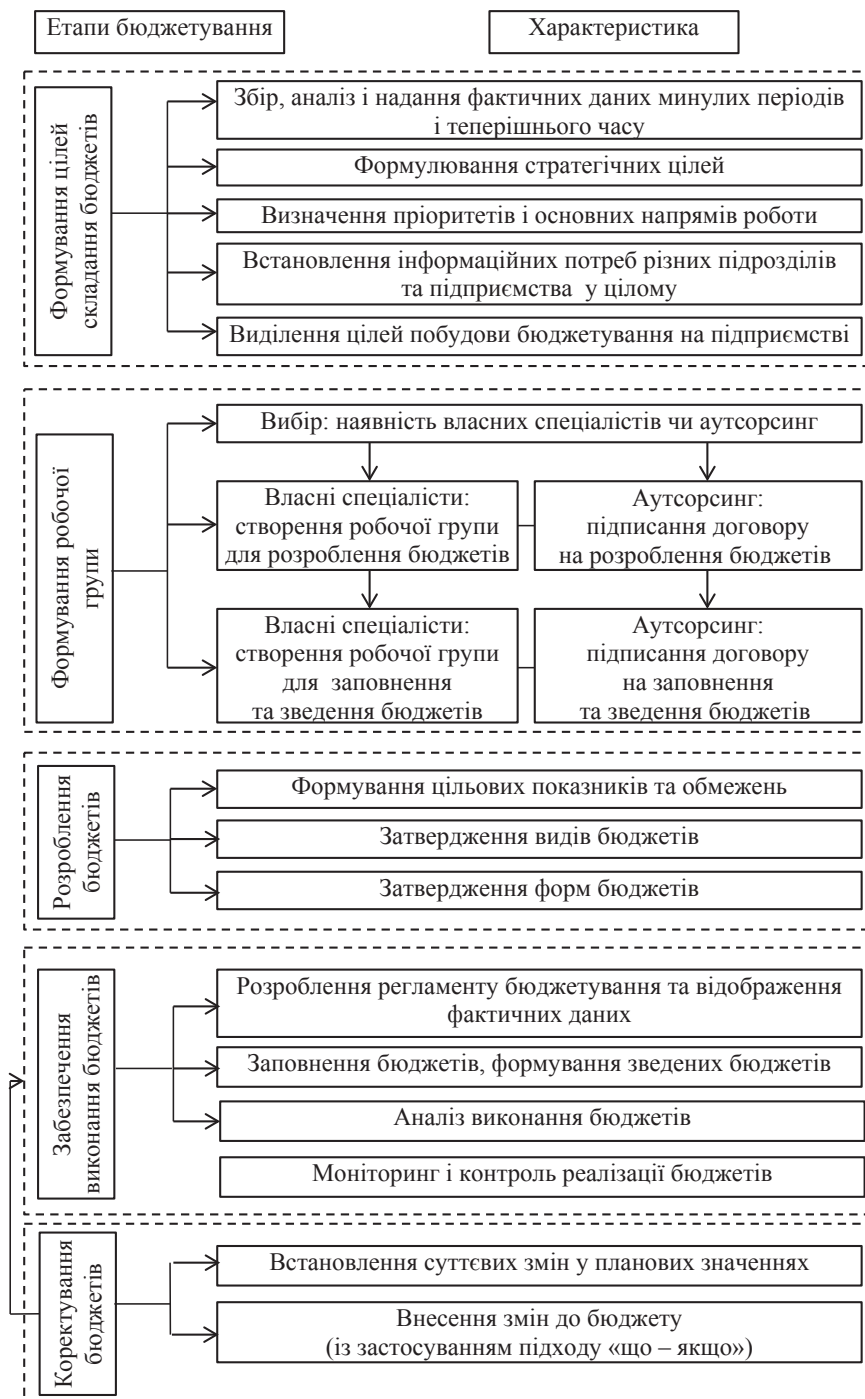 Етапи бюджетування
Характеристика
Формування цілей
складання бюджетів
Збір, аналіз і надання фактичних даних минулих періодів
і теперішнього часу
Формулювання стратегічних цілей
Визначення пріоритетів і основних напрямів роботи
Встановлення інформаційних потреб різних підрозділів
та підприємства у цілому
Виділення цілей побудови бюджетування на підприємстві
Формування робочої
групи
Вибір: наявність власних спеціалістів чи аутсорсинг
Власні спеціалісти:
створення робочої групи
для розроблення бюджетів
Аутсорсинг:
підписання договору
на розроблення бюджетів
Власні спеціалісти:
створення робочої групи
для заповнення
та зведення бюджетів
Аутсорсинг:
підписання договору
на заповнення
та зведення бюджетів
Розроблення
бюджетів
Формування цільових показників та обмежень
Затвердження видів бюджетів
Затвердження форм бюджетів
Забезпечення
виконання бюджетів
Розроблення регламенту бюджетування та відображення
фактичних даних
Заповнення бюджетів, формування зведених бюджетів
Аналіз виконання бюджетів
Моніторинг і контроль реалізації бюджетів
Коректування
бюджетів
Встановлення суттєвих змін у планових значеннях
Внесення змін до бюджету
(із застосуванням підходу «що – якщо»)